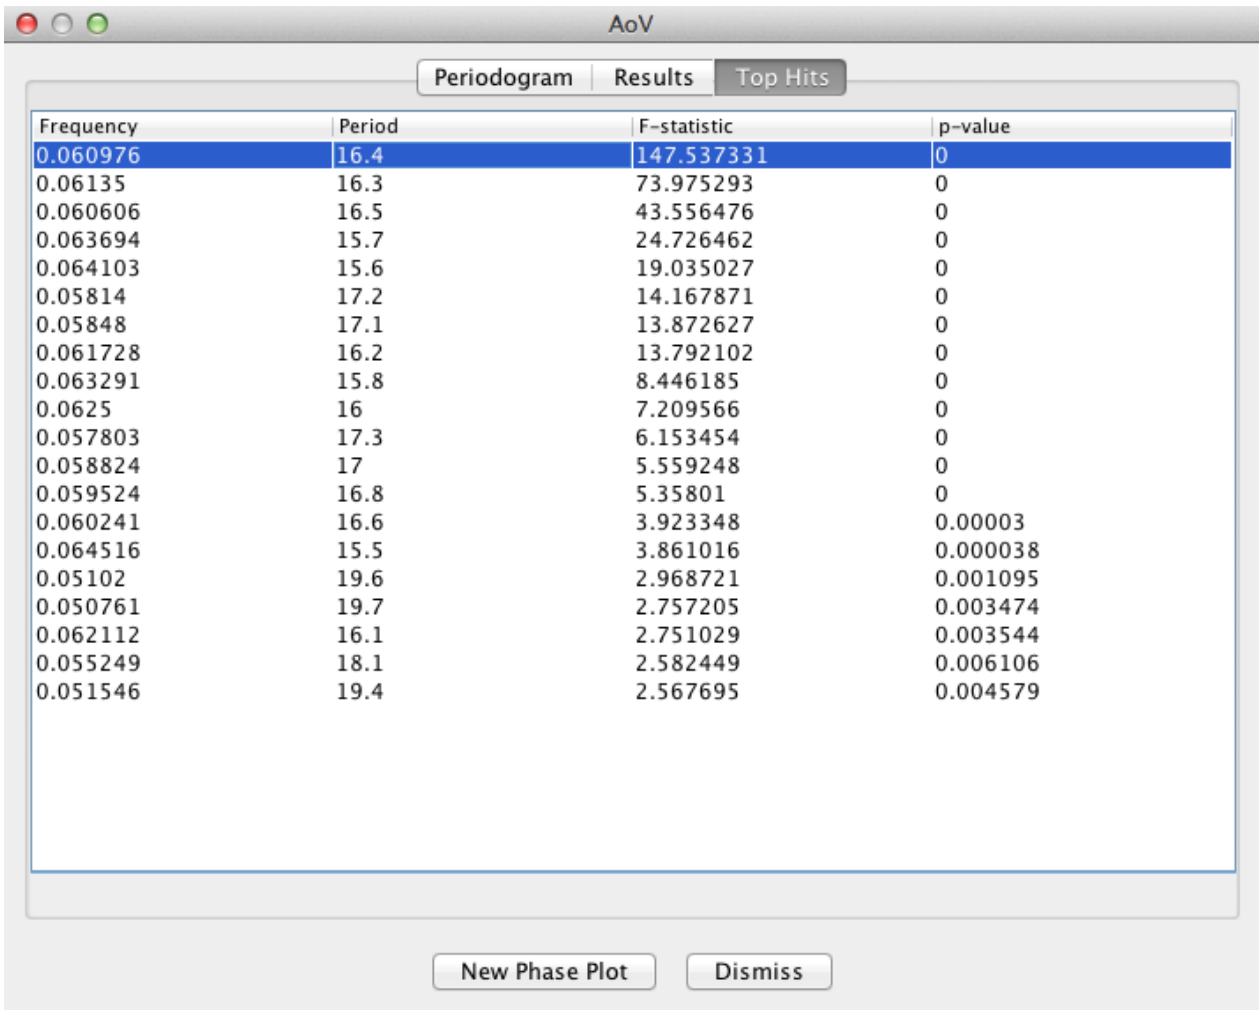 AoV
Periodogram Results Top Hits
Frequency Period F-statistic p-value
0.060976 16.4 147.537331 0
0.06135 16.3 73.975293 0
0.060606 16.5 43.556476 0
0.063694 15.7 24.726462 0
0.064103 15.6 19.035027 0
0.05814 17.2 14.167871 0
0.05848 17.1 13.872627 0
0.061728 16.2 13.792102 0
0.063291 15.8 8.446185 0
0.0625 16 7.209566 0
0.057803 17.3 6.153454 0
0.058824 17 5.559248 0
0.059524 16.8 5.35801 0
0.060241 16.6 3.923348 0.00003
0.064516 15.5 3.861016 0.000038
0.05102 19.6 2.968721 0.001095
0.050761 19.7 2.757205 0.003474
0.062112 16.1 2.751029 0.003544
0.055249 18.1 2.582449 0.006106
0.051546 19.4 2.567695 0.004579
New Phase Plot Dismiss